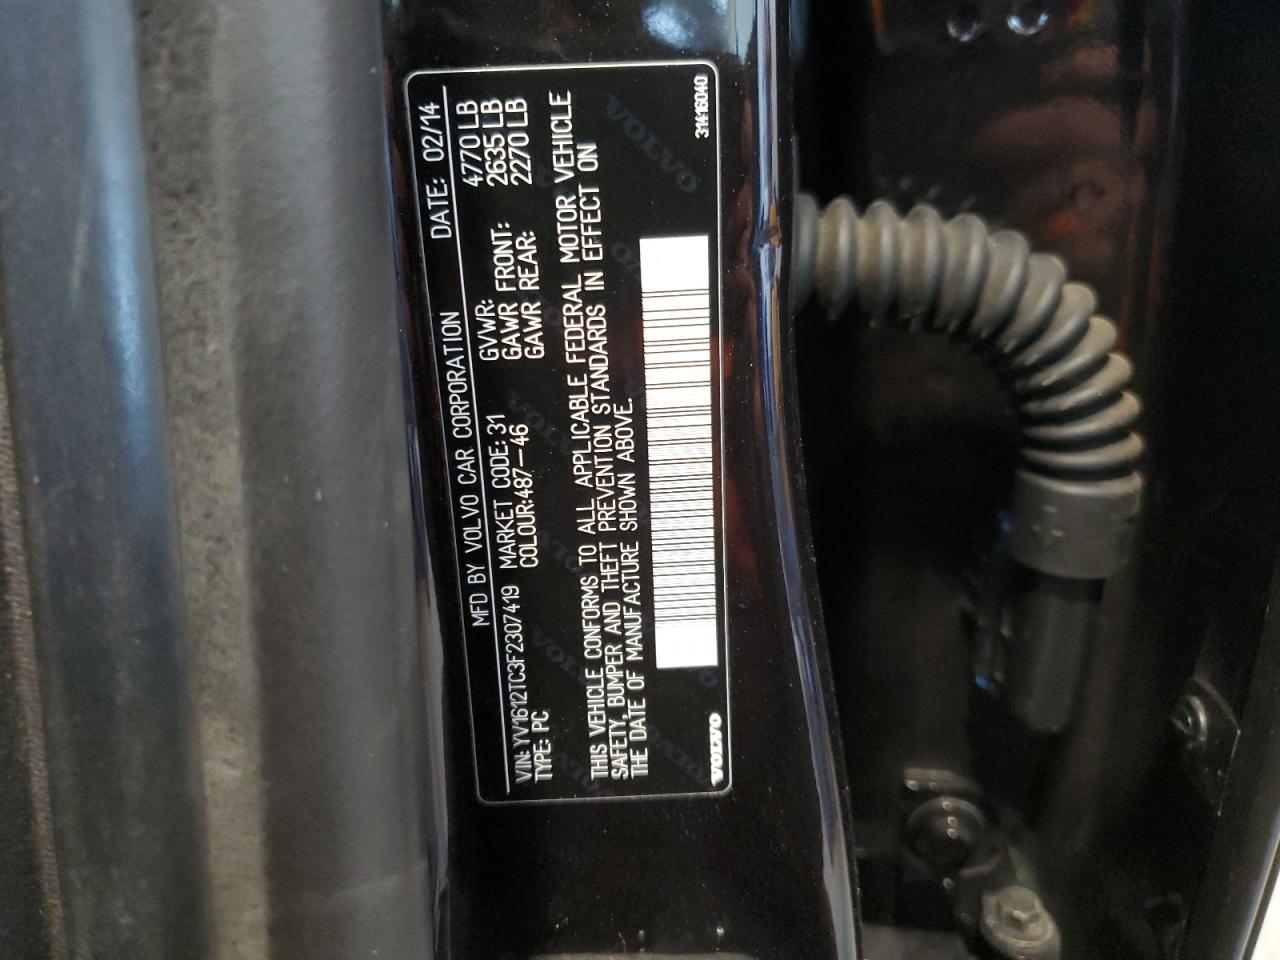 MFD BY VOLVO CAR CORPORATION DATE: 02/14
VIN: YV1612TC3F2307419 MARKET CODE: 31 GVWR: 4770 LB
TYPE: PC COLOUR:487-46 GAWR FRONT: 2635 LB
GAWR REAR: 2270 LB
THIS VEHICLE CONFORMS TO ALL APPLICABLE FEDERAL MOTOR VEHICLE
SAFETY, BUMPER AND THEFT PREVENTION STANDARDS IN EFFECT ON
THE DATE OF MANUFACTURE SHOWN ABOVE.
VOLVO 31416040